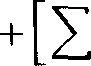 + [ ∑